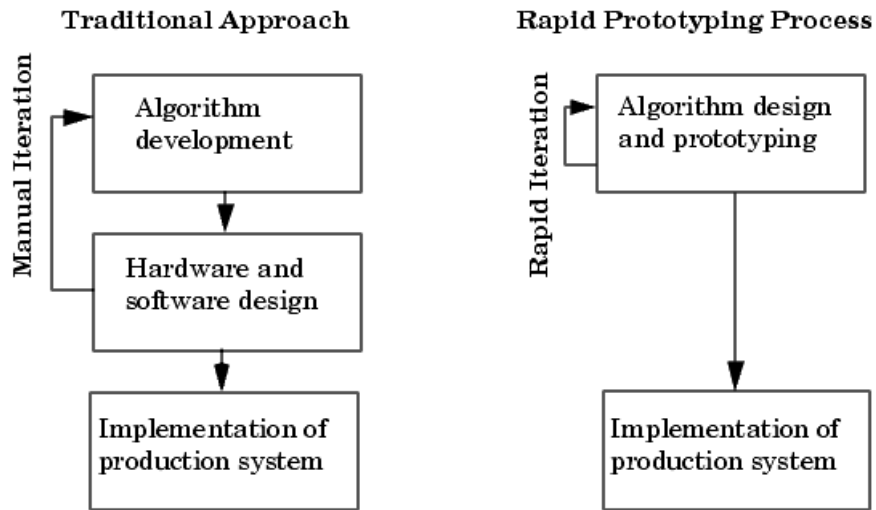 Traditional Approach
Manual Iteration
Algorithm
development
Hardware and
software design
Implementation of
production system
Rapid Prototyping Process
Rapid Iteration
Algorithm design
and prototyping
Implementation of
production system